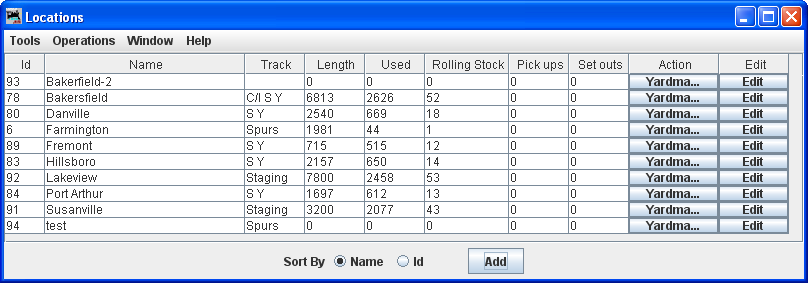 Locations
Tools Operations Window Help
Id Name Track Length Used Rolling Stock Pick ups Set outs Action Edit
93 Bakerfield-2 0 0 0 0 0 Yardma... Edit
78 Bakersfield C/I S Y 6813 2626 52 0 0 Yardma... Edit
80 Danville S Y 2540 669 18 0 0 Yardma... Edit
6 Farmington Spurs 1981 44 1 0 0 Yardma... Edit
89 Fremont S Y 715 515 12 0 0 Yardma... Edit
83 Hillsboro S Y 2157 650 14 0 0 Yardma... Edit
92 Lakeview Staging 7800 2458 53 0 0 Yardma... Edit
84 Port Arthur S Y 1697 612 13 0 0 Yardma... Edit
91 Susanville Staging 3200 2077 43 0 0 Yardma... Edit
94 test Spurs 0 0 0 0 0 Yardma... Edit
Sort By Name Id Add